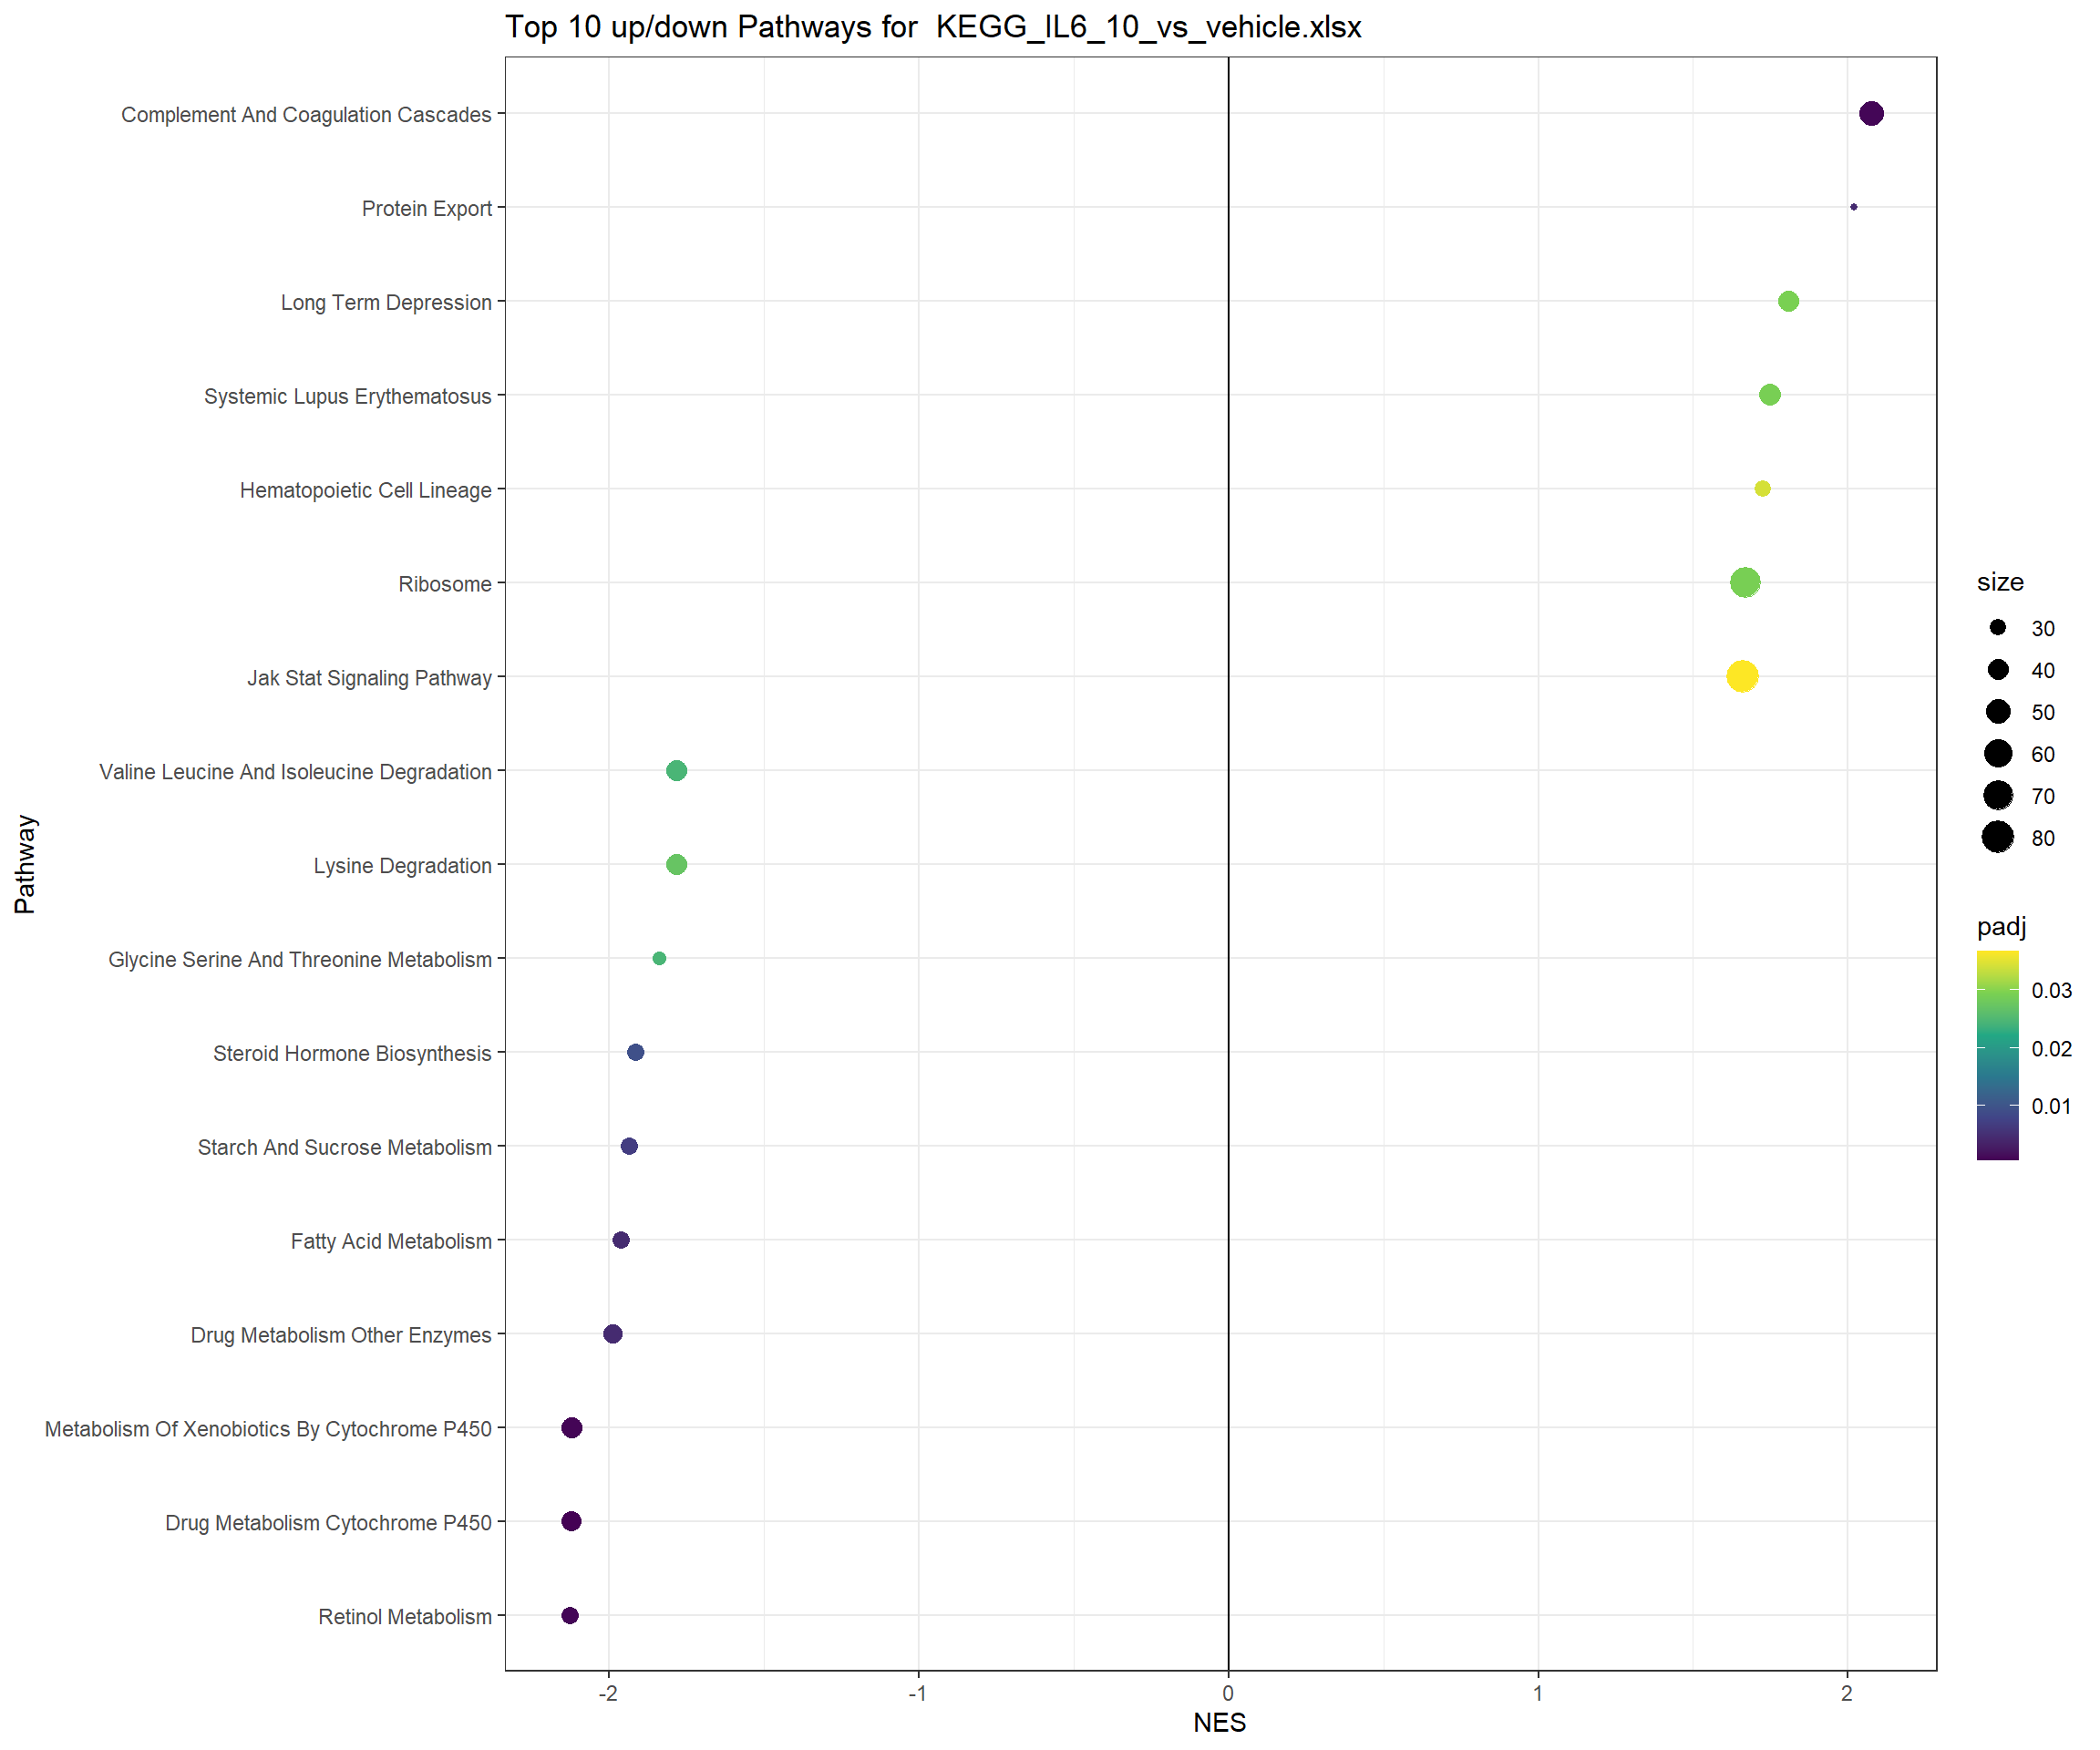 Top 10 up/down Pathways for  KEGG_IL6_10_vs_vehicle.xlsx
Complement And Coagulation Cascades
Protein Export
Long Term Depression
Systemic Lupus Erythematosus
Hematopoietic Cell Lineage
Ribosome
Jak Stat Signaling Pathway
Valine Leucine And Isoleucine Degradation
Lysine Degradation
Glycine Serine And Threonine Metabolism
Steroid Hormone Biosynthesis
Starch And Sucrose Metabolism
Fatty Acid Metabolism
Drug Metabolism Other Enzymes
Metabolism Of Xenobiotics By Cytochrome P450
Drug Metabolism Cytochrome P450
Retinol Metabolism
Pathway
-2 -1 0 1 2
NES
size
30
40
50
60
70
80
padj
0.03
0.02
0.01